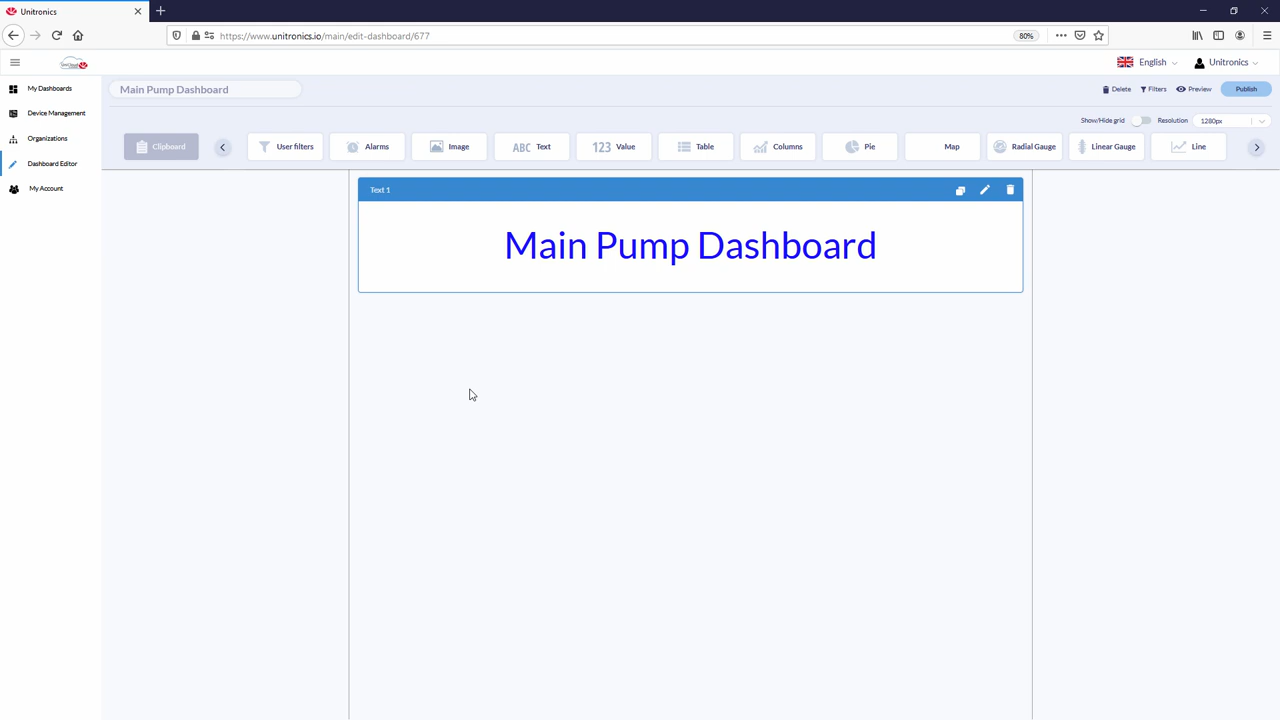 Unitronics
https://www.unitronics.io/main/edit-dashboard/677
80%
English
Unitronics
My Dashboards
Device Management
Organizations
Dashboard Editor
My Account
Main Pump Dashboard
Delete
Filters
Preview
Publish
Show/Hide grid
Resolution
1280px
Clipboard
User filters
Alarms
Image
ABC Text
123 Value
Table
Columns
Pie
Map
Radial Gauge
Linear Gauge
Line
Text 1
Main Pump Dashboard